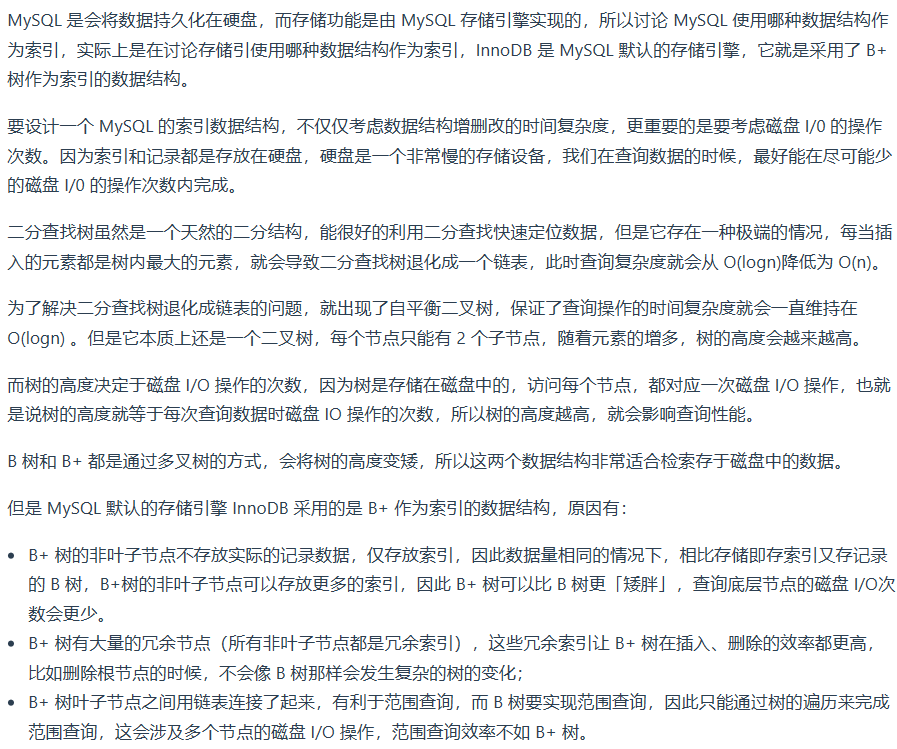 MySQL 是会将数据持久化在硬盘，而存储功能是由 MySQL 存储引擎实现的，所以讨论 MySQL 使用哪种数据结构作
为索引，实际上是在讨论存储引使用哪种数据结构作为索引，InnoDB 是 MySQL 默认的存储引擎，它就是采用了 B+
树作为索引的数据结构。
要设计一个 MySQL 的索引数据结构，不仅仅考虑数据结构增删改的时间复杂度，更重要的是要考虑磁盘 I/0 的操作
次数。因为索引和记录都是存放在硬盘，硬盘是一个非常慢的存储设备，我们在查询数据的时候，最好能在尽可能少
的磁盘 I/0 的操作次数内完成。
二分查找树虽然是一个天然的二分结构，能很好的利用二分查找快速定位数据，但是它存在一种极端的情况，每当插
入的元素都是树内最大的元素，就会导致二分查找树退化成一个链表，此时查询复杂度就会从 O(logn)降低为 O(n)。
为了解决二分查找树退化成链表的问题，就出现了自平衡二叉树，保证了查询操作的时间复杂度就会一直维持在
O(logn) 。但是它本质上还是一个二叉树，每个节点只能有 2 个子节点，随着元素的增多，树的高度会越来越高。
而树的高度决定于磁盘 I/O 操作的次数，因为树是存储在磁盘中的，访问每个节点，都对应一次磁盘 I/O 操作，也就
是说树的高度就等于每次查询数据时磁盘 IO 操作的次数，所以树的高度越高，就会影响查询性能。
B 树和 B+ 都是通过多叉树的方式，会将树的高度变矮，所以这两个数据结构非常适合检索存于磁盘中的数据。
但是 MySQL 默认的存储引擎 InnoDB 采用的是 B+ 作为索引的数据结构，原因有：
• B+ 树的非叶子节点不存放实际的记录数据，仅存放索引，因此数据量相同的情况下，相比存储即存索引又存记录
的 B 树，B+树的非叶子节点可以存放更多的索引，因此 B+ 树可以比 B 树更「矮胖」，查询底层节点的磁盘 I/O次
数会更少。
• B+ 树有大量的冗余节点（所有非叶子节点都是冗余索引），这些冗余索引让 B+ 树在插入、删除的效率都更高，
比如删除根节点的时候，不会像 B 树那样会发生复杂的树的变化；
• B+ 树叶子节点之间用链表连接了起来，有利于范围查询，而 B 树要实现范围查询，因此只能通过树的遍历来完成
范围查询，这会涉及多个节点的磁盘 I/O 操作，范围查询效率不如 B+ 树。